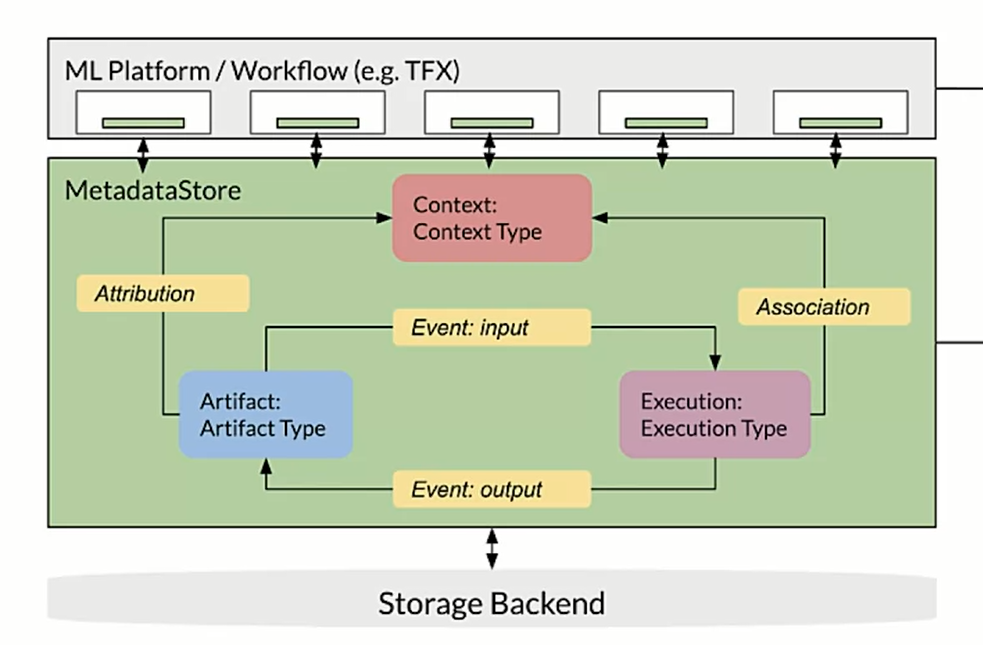 ML Platform / Workflow (e.g. TFX)
MetadataStore
Context:
Context Type
Attribution
Association
Event: input
Artifact:
Artifact Type
Execution:
Execution Type
Event: output
Storage Backend